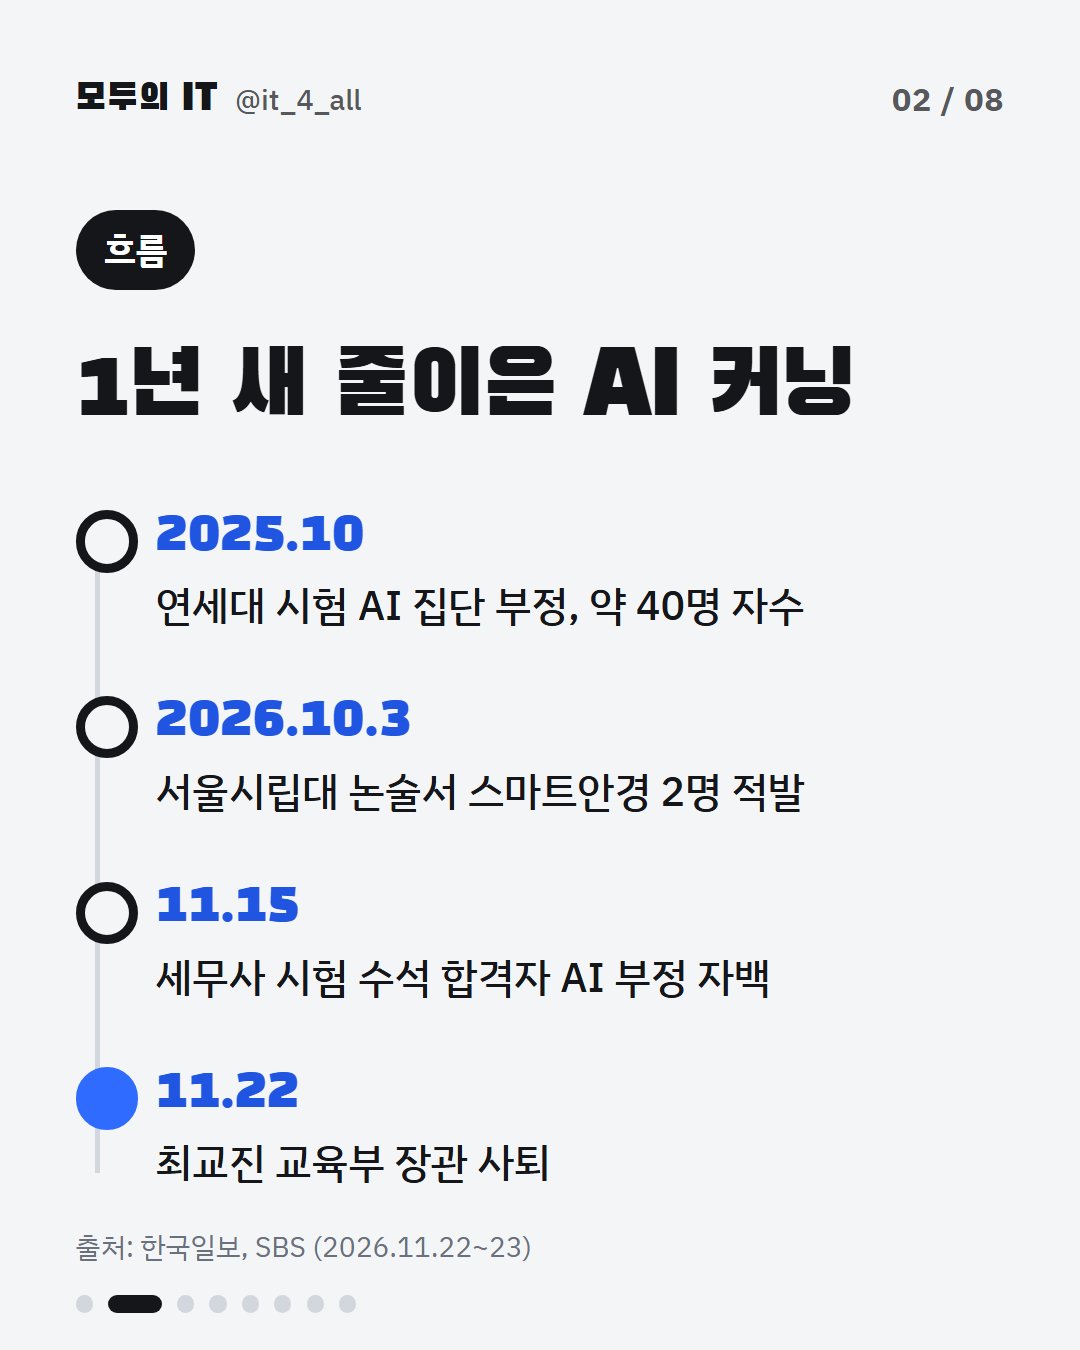 모두의 IT @it_4_all
02 / 08
흐름
1년 새 줄이은 AI 커닝
2025.10
연세대 시험 AI 집단 부정, 약 40명 자수
2026.10.3
서울시립대 논술서 스마트안경 2명 적발
11.15
세무사 시험 수석 합격자 AI 부정 자백
11.22
최교진 교육부 장관 사퇴
출처: 한국일보, SBS (2026.11.22~23)